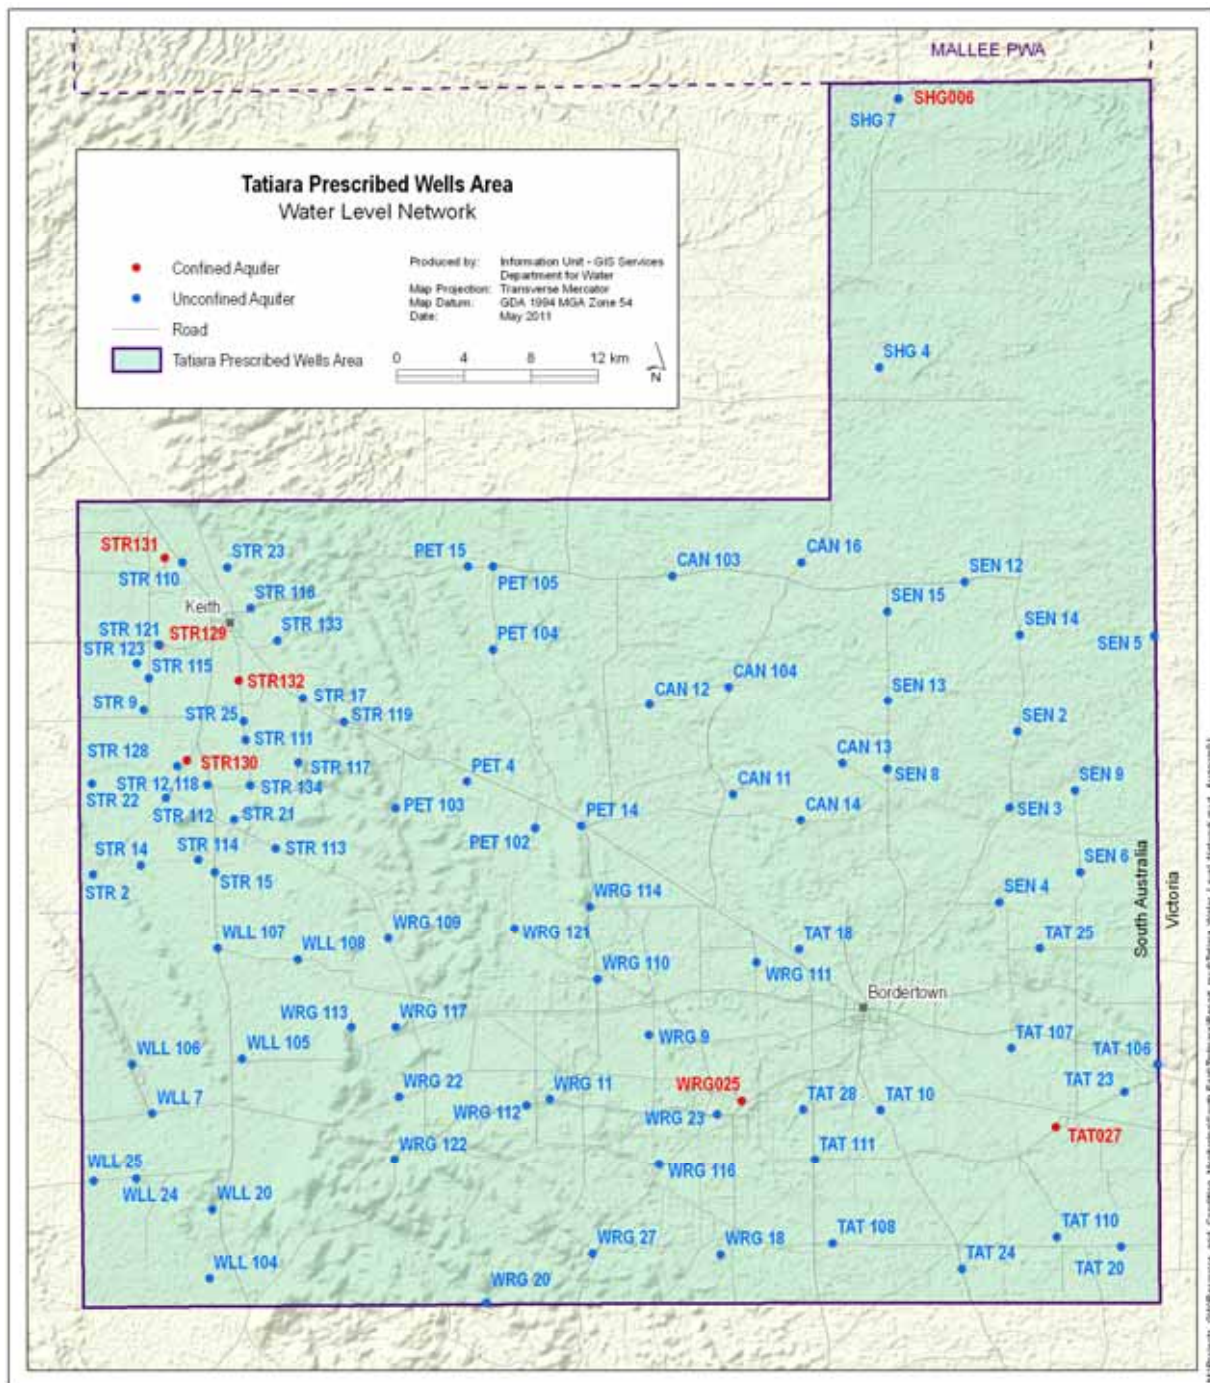 MALLEE PWA
SHG006
SHG 7
Tatiara Prescribed Wells Area
Water Level Network
Confined Aquifer
Unconfined Aquifer
Road
Tatiara Prescribed Wells Area
Produced by: Information Unit - GIS Services
Department for Water
Map Projection: Transverse Mercator
Map Datum: GDA 1994 MGA Zone 54
Date: May 2011
0 4 8 12 km
N
SHG 4
STR131
STR 23
PET 15
CAN 103
CAN 16
STR 110
PET 105
SEN 12
Keith
STR 116
SEN 15
STR 121
STR129
STR 133
PET 104
SEN 14
SEN 5
STR 123
STR 115
STR132
CAN 104
STR 9
STR 17
CAN 12
SEN 13
STR 25
STR 119
SEN 2
STR 111
STR 128
STR130
STR 117
CAN 13
PET 4
SEN 8
SEN 9
STR 12,118
STR 134
CAN 11
STR 22
STR 112
STR 21
PET 103
PET 14
CAN 14
SEN 3
PET 102
STR 14
STR 114
STR 113
SEN 6
STR 2
STR 15
WRG 114
SEN 4
South Australia
Victoria
WLL 107
WLL 108
WRG 109
WRG 121
TAT 18
TAT 25
WRG 110
WRG 111
Bordertown
WRG 113
WRG 117
WRG 9
TAT 107
WLL 106
WLL 105
TAT 106
WRG 22
WRG 11
WRG025
TAT 23
WLL 7
WRG 112
WRG 23
TAT 28
TAT 10
TAT027
WRG 122
TAT 111
WLL 25
WRG 116
WLL 24
WLL 20
TAT 110
WRG 27
WRG 18
TAT 108
WLL 104
TAT 24
TAT 20
WRG 20